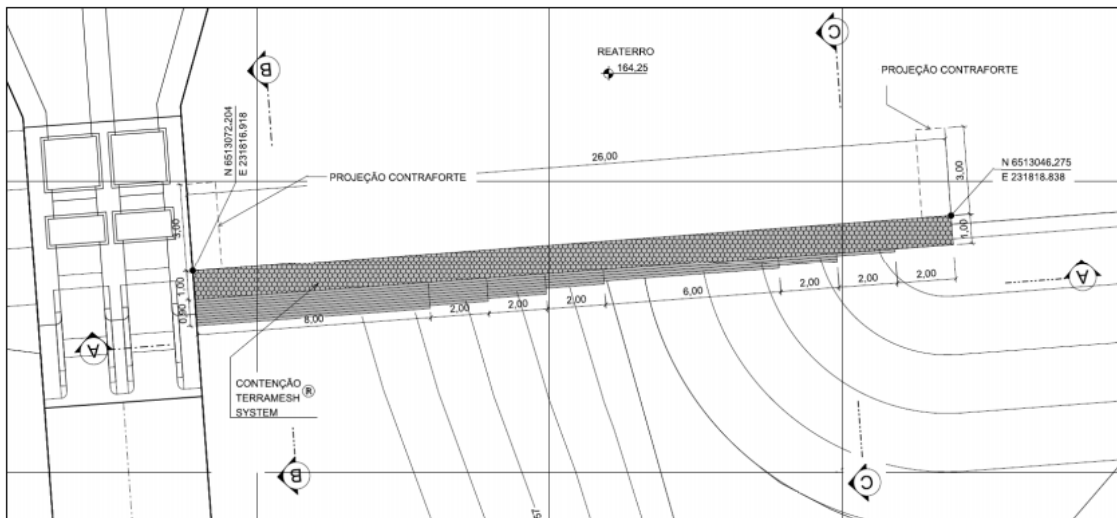 B
C
REATERRO
164,25
PROJEÇÃO CONTRAFORTE
N 6513072.204
E 231816.918
26,00
3,00
N 6513046,275
E 231818.838
PROJEÇÃO CONTRAFORTE
3,00
1,00
1,00
0,90
8,00
2,00
2,00
2,00
6,00
2,00
2,00
2,00
A
A
CONTENÇÃO
TERRAMESH ®
SYSTEM
B
C